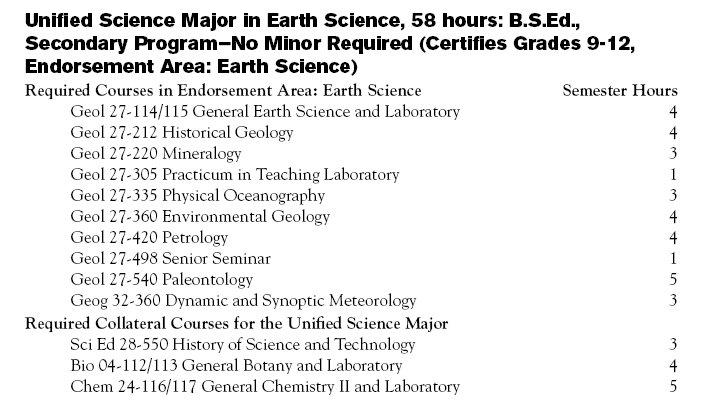 Unified Science Major in Earth Science, 58 hours: B.S.Ed.,
Secondary Program–No Minor Required (Certifies Grades 9-12,
Endorsement Area: Earth Science)
Required Courses in Endorsement Area: Earth Science Semester Hours
Geol 27-114/115 General Earth Science and Laboratory 4
Geol 27-212 Historical Geology 4
Geol 27-220 Mineralogy 3
Geol 27-305 Practicum in Teaching Laboratory 1
Geol 27-335 Physical Oceanography 3
Geol 27-360 Environmental Geology 4
Geol 27-420 Petrology 4
Geol 27-498 Senior Seminar 1
Geol 27-540 Paleontology 5
Geog 32-360 Dynamic and Synoptic Meteorology 3
Required Collateral Courses for the Unified Science Major
Sci Ed 28-550 History of Science and Technology 3
Bio 04-112/113 General Botany and Laboratory 4
Chem 24-116/117 General Chemistry II and Laboratory 5